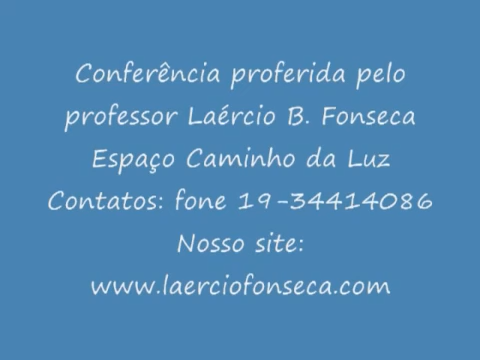 Conferência proferida pelo
professor Laércio B. Fonseca
Espaço Caminho da Luz
Contatos: fone 19-34414086
Nosso site:
www.laerciofonseca.com